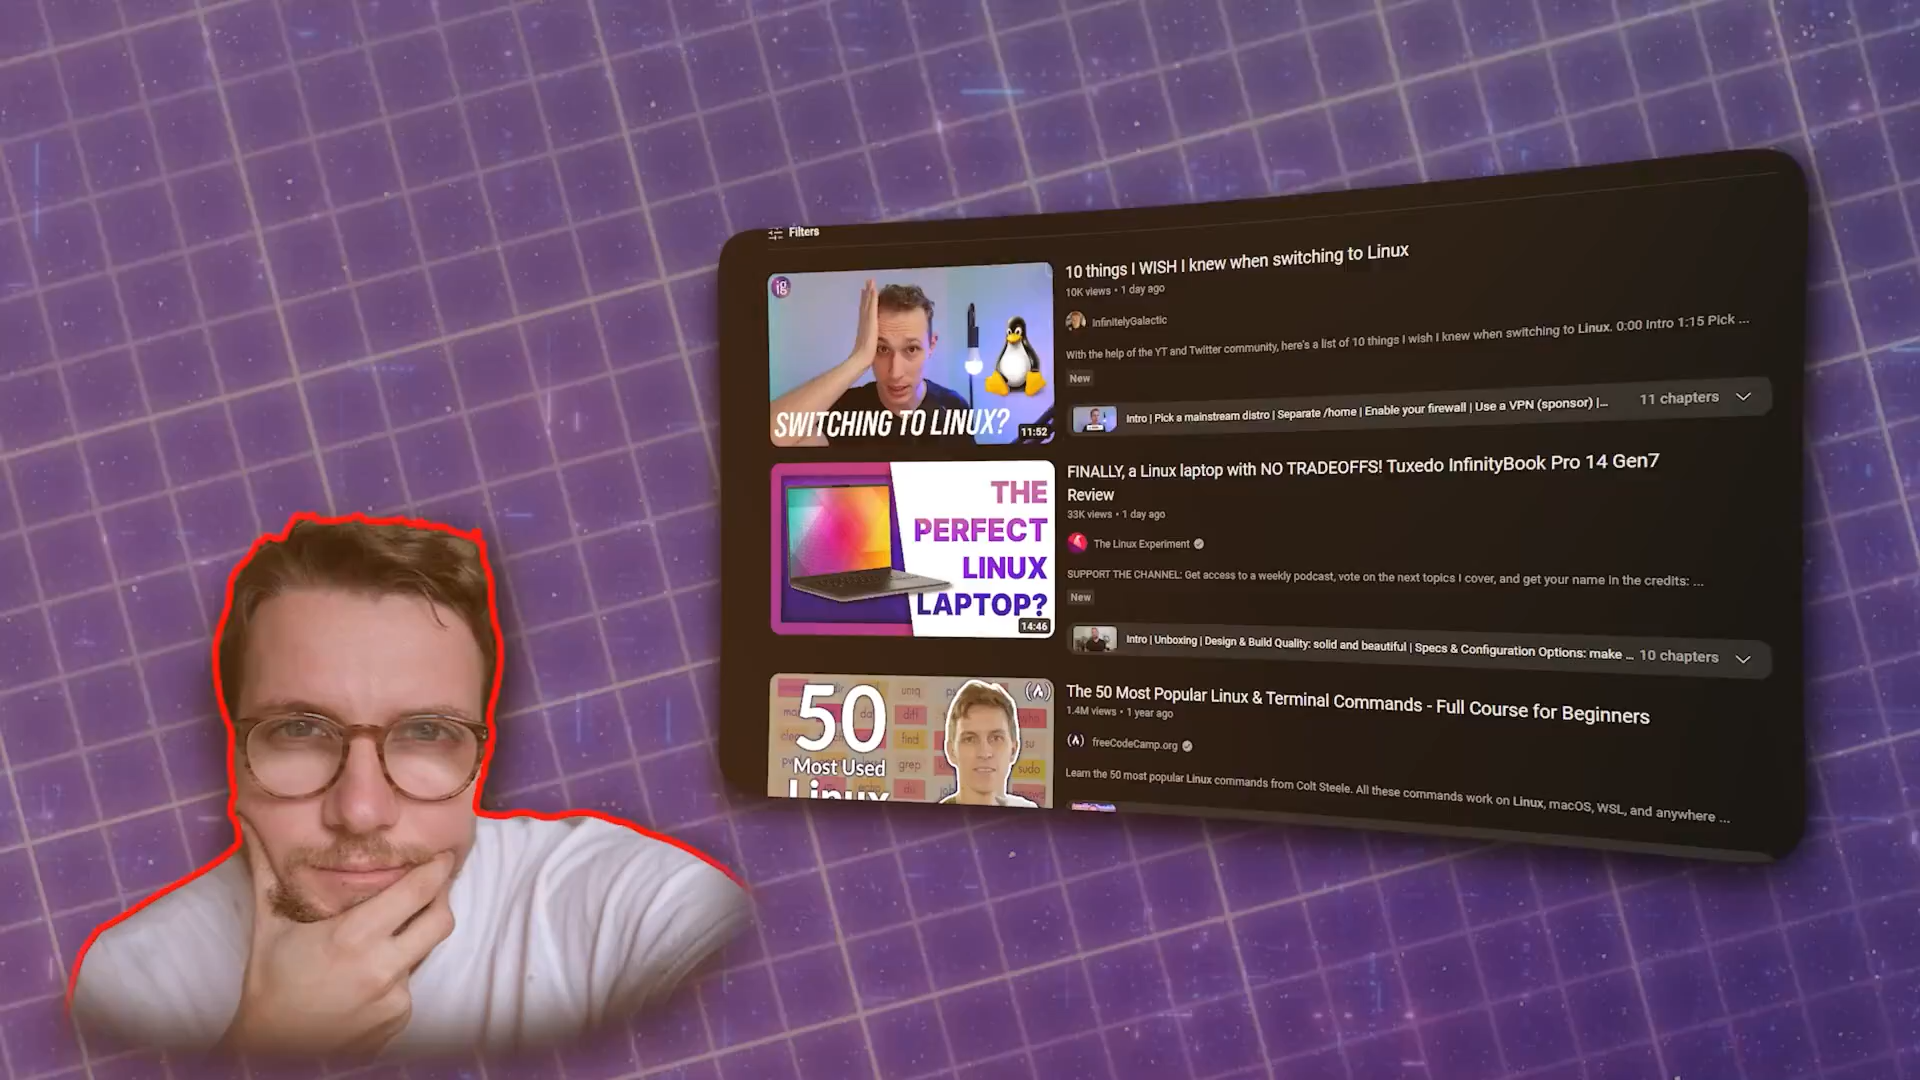 Filters
ig
SWITCHING TO LINUX?
11:52
10 things I WISH I knew when switching to Linux
10K views • 1 day ago
InfinitelyGalactic
With the help of the YT and Twitter community, here's a list of 10 things I wish I knew when switching to Linux. 0:00 Intro 1:15 Pick ...
New
Intro | Pick a mainstream distro | Separate /home | Enable your firewall | Use a VPN (sponsor) |...
11 chapters
THE
PERFECT
LINUX
LAPTOP?
14:46
FINALLY, a Linux laptop with NO TRADEOFFS! Tuxedo InfinityBook Pro 14 Gen7
Review
33K views • 1 day ago
The Linux Experiment
SUPPORT THE CHANNEL: Get access to a weekly podcast, vote on the next topics I cover, and get your name in the credits: ...
New
Intro | Unboxing | Design & Build Quality: solid and beautiful | Specs & Configuration Options: make ...
10 chapters
50
Most Used
Linux
uniq
diff
find
grep
du
su
sudo
The 50 Most Popular Linux & Terminal Commands - Full Course for Beginners
1.4M views • 1 year ago
freeCodeCamp.org
Learn the 50 most popular Linux commands from Colt Steele. All these commands work on Linux, macOS, WSL, and anywhere ...